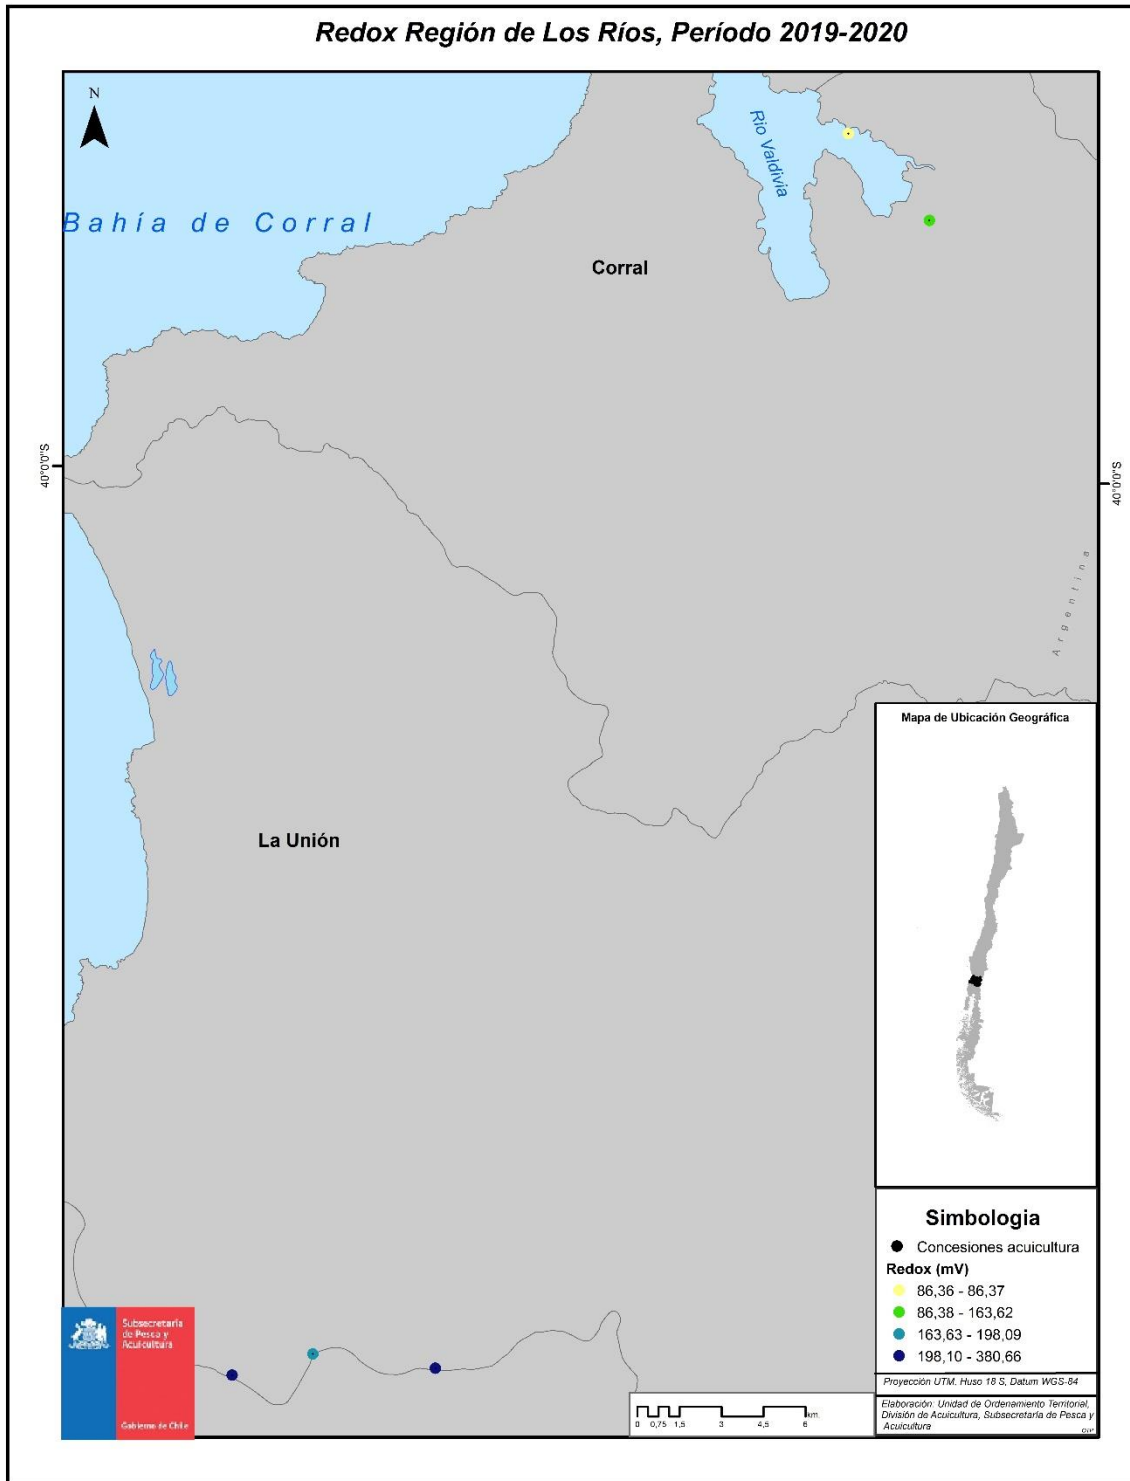 Redox Región de Los Ríos, Período 2019-2020
N
Rio Valdivia
Bahía de Corral
Corral
40°0'0"S
40°0'0"S
Argentina
Mapa de Ubicación Geográfica
La Unión
Simbologia
Concesiones acuicultura
Redox (mV)
86,36 - 86,37
86,38 - 163,62
163,63 - 198,09
198,10 - 380,66
Subsecretaría
de Pesca y
Acuicultura
Gobierno de Chile
Proyección UTM. Huso 18 S, Datum WGS-84
Elaboración: Unidad de Ordenamiento Territorial,
División de Acuicultura, Subsecretaría de Pesca y
Acuicultura
km.
0 0,75 1,5 3 4,5 6